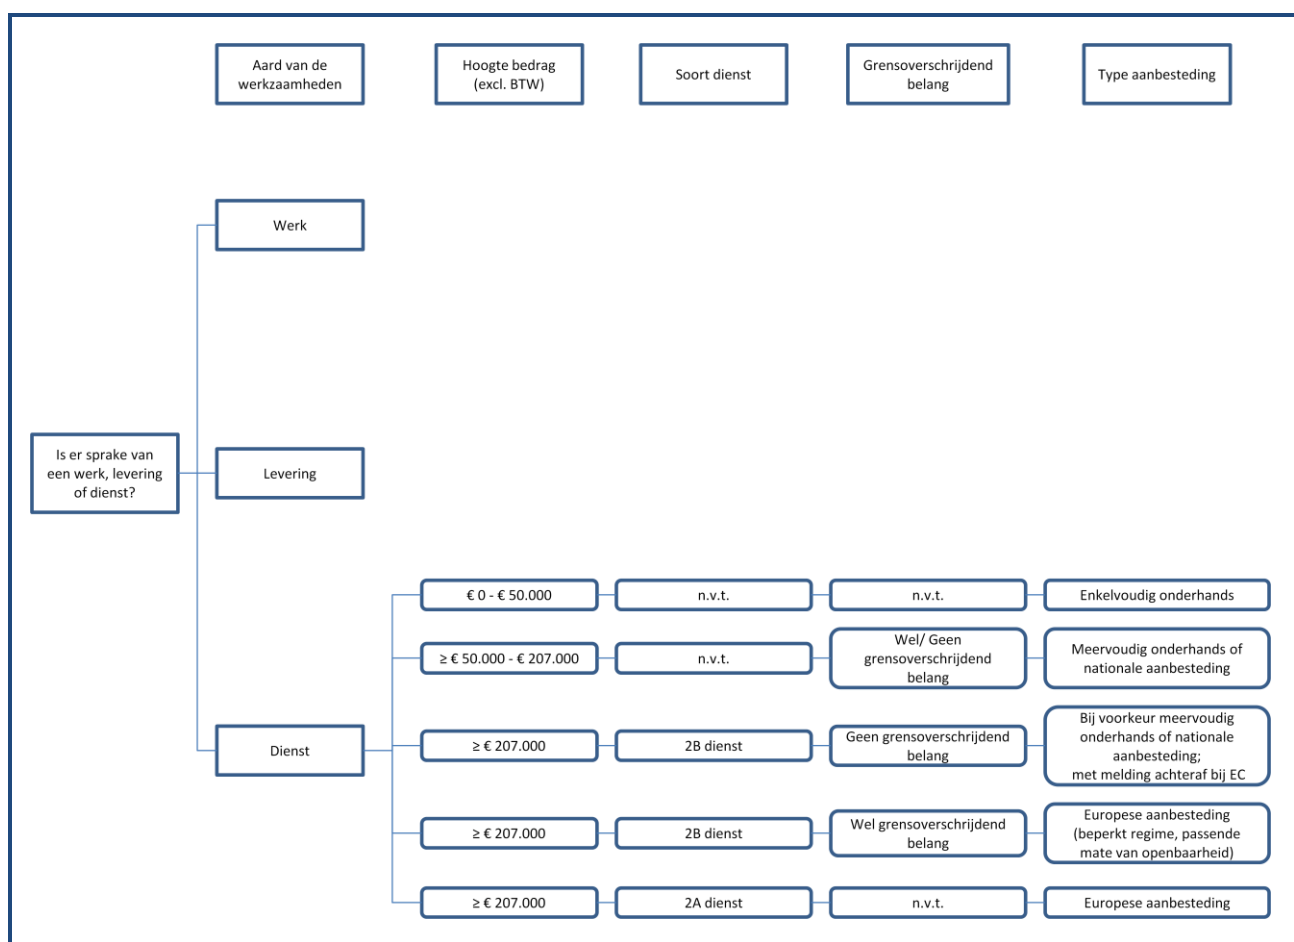 Aard van de
werkzaamheden
Hoogte bedrag
(excl. BTW)
Soort dienst
Grensoverschrijdend
belang
Type aanbesteding
Werk
Is er sprake van
een werk, levering
of dienst?
Levering
Dienst
€ 0 - € 50.000
n.v.t.
n.v.t.
Enkelvoudig onderhands
≥ € 50.000 - € 207.000
n.v.t.
Wel/ Geen
grensoverschrijdend
belang
Meervoudig onderhands of
nationale aanbesteding
≥ € 207.000
2B dienst
Geen grensoverschrijdend
belang
Bij voorkeur meervoudig
onderhands of nationale
aanbesteding;
met melding achteraf bij EC
≥ € 207.000
2B dienst
Wel grensoverschrijdend
belang
Europese aanbesteding
(beperkt regime, passende
mate van openbaarheid)
≥ € 207.000
2A dienst
n.v.t.
Europese aanbesteding